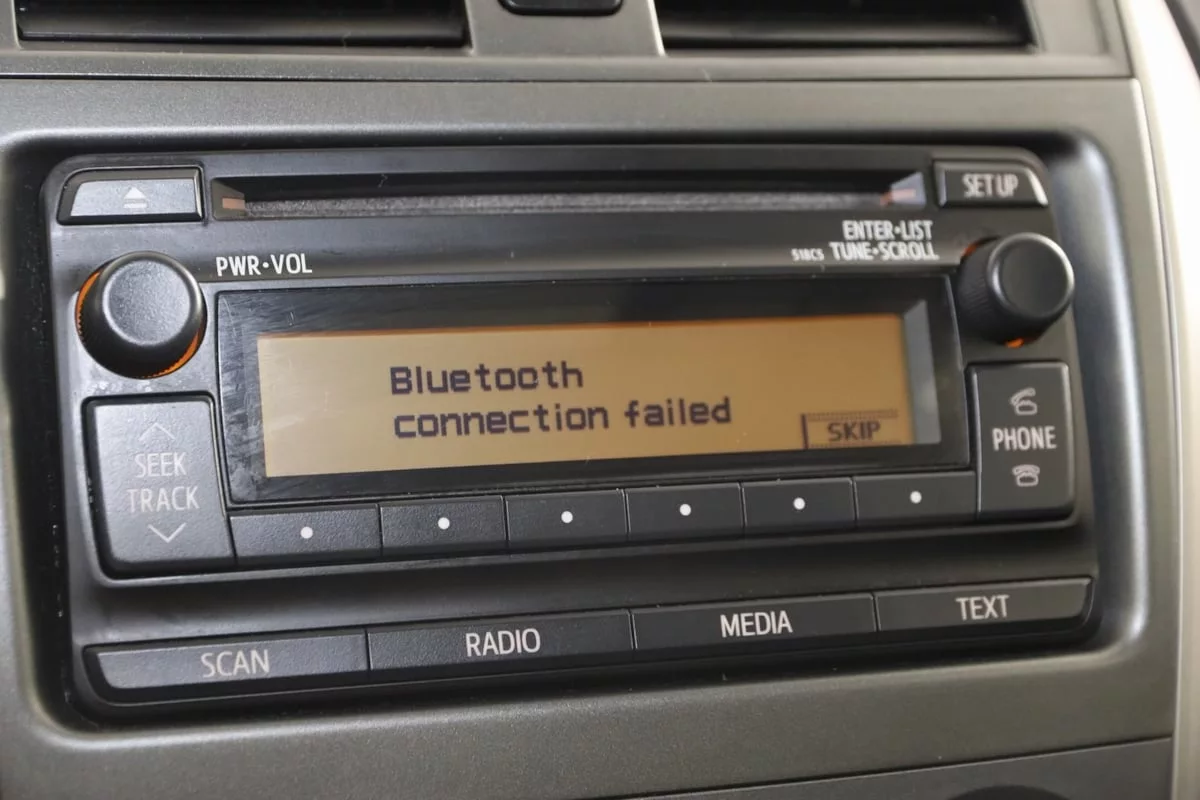 SET UP
ENTER•LIST
51BC5 TUNE•SCROLL
PWR•VOL
Bluetooth
connection failed
SKIP
SEEK
TRACK
PHONE
SCAN
RADIO
MEDIA
TEXT